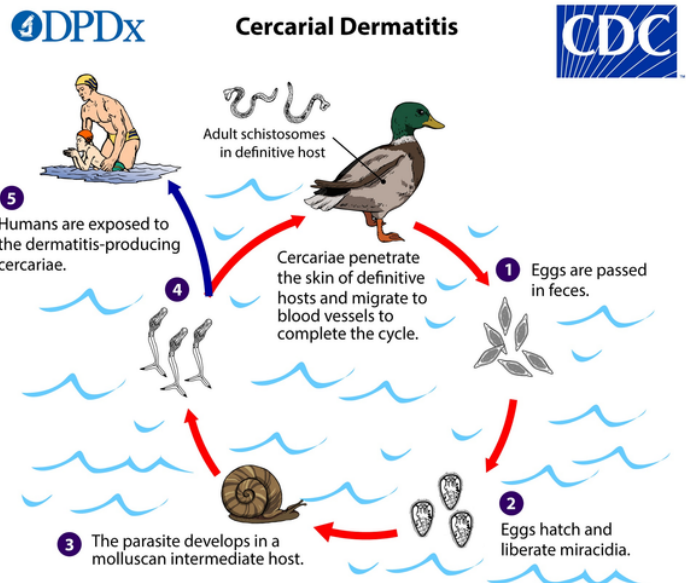 DPDx
Cercarial Dermatitis
CDC
Adult schistosomes
in definitive host
5
Humans are exposed to
the dermatitis-producing
cercariae.
4
Cercariae penetrate
the skin of definitive
hosts and migrate to
blood vessels to
complete the cycle.
1
Eggs are passed
in feces.
2
Eggs hatch and
liberate miracidia.
3
The parasite develops in a
molluscan intermediate host.